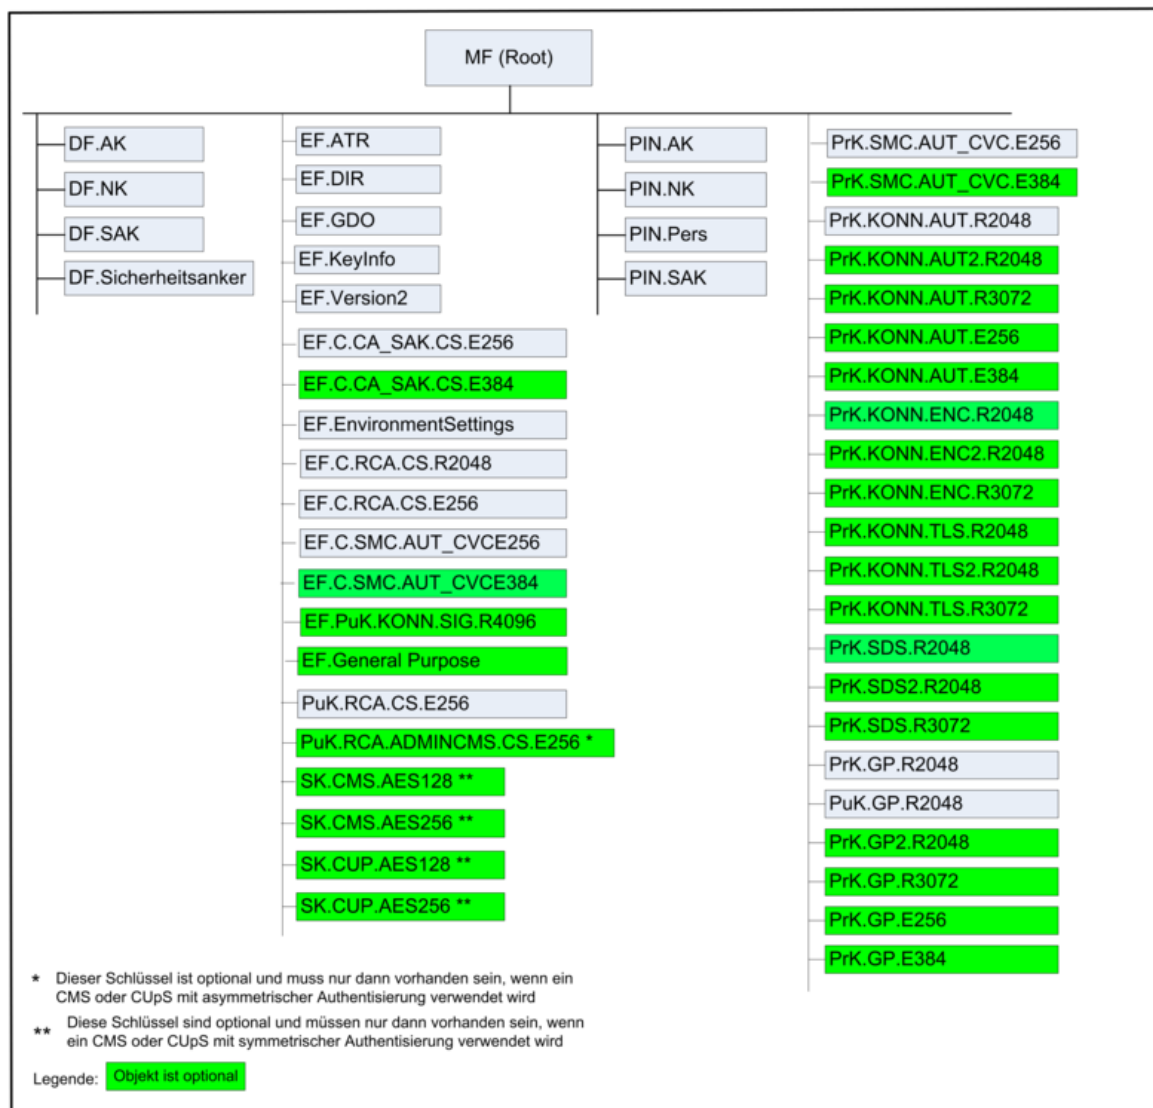 MF (Root)
DF.AK
DF.NK
DF.SAK
DF.Sicherheitsanker
EF.ATR
EF.DIR
EF.GDO
EF.KeyInfo
EF.Version2
EF.C.CA_SAK.CS.E256
EF.C.CA_SAK.CS.E384
EF.EnvironmentSettings
EF.C.RCA.CS.R2048
EF.C.RCA.CS.E256
EF.C.SMC.AUT_CVCE256
EF.C.SMC.AUT_CVCE384
EF.PuK.KONN.SIG.R4096
EF.General Purpose
PuK.RCA.CS.E256
PuK.RCA.ADMINCMS.CS.E256 *
SK.CMS.AES128 **
SK.CMS.AES256 **
SK.CUP.AES128 **
SK.CUP.AES256 **
PIN.AK
PIN.NK
PIN.Pers
PIN.SAK
PrK.SMC.AUT_CVC.E256
PrK.SMC.AUT_CVC.E384
PrK.KONN.AUT.R2048
PrK.KONN.AUT2.R2048
PrK.KONN.AUT.R3072
PrK.KONN.AUT.E256
PrK.KONN.AUT.E384
PrK.KONN.ENC.R2048
PrK.KONN.ENC2.R2048
PrK.KONN.ENC.R3072
PrK.KONN.TLS.R2048
PrK.KONN.TLS2.R2048
PrK.KONN.TLS.R3072
PrK.SDS.R2048
PrK.SDS2.R2048
PrK.SDS.R3072
PrK.GP.R2048
PuK.GP.R2048
PrK.GP2.R2048
PrK.GP.R3072
PrK.GP.E256
PrK.GP.E384
* Dieser Schlüssel ist optional und muss nur dann vorhanden sein, wenn ein
CMS oder CUpS mit asymmetrischer Authentisierung verwendet wird
** Diese Schlüssel sind optional und müssen nur dann vorhanden sein, wenn
ein CMS oder CUpS mit symmetrischer Authentisierung verwendet wird
Legende: Objekt ist optional